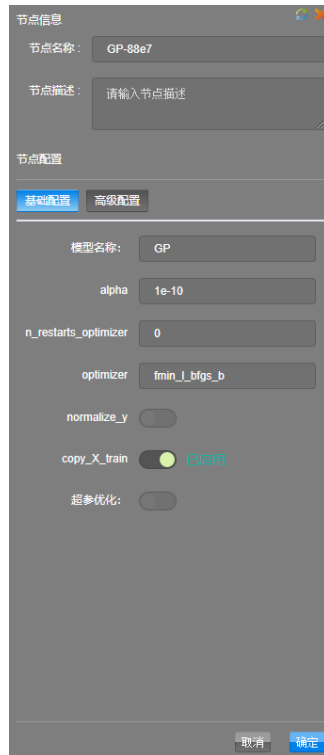 节点信息
节点名称： GP-88e7
节点描述： 请输入节点描述
节点配置
基础配置 高级配置
模型名称： GP
alpha 1e-10
n_restarts_optimizer 0
optimizer fmin_l_bfgs_b
normalize_y
copy_X_train 已启用
超参优化：
取消 确定